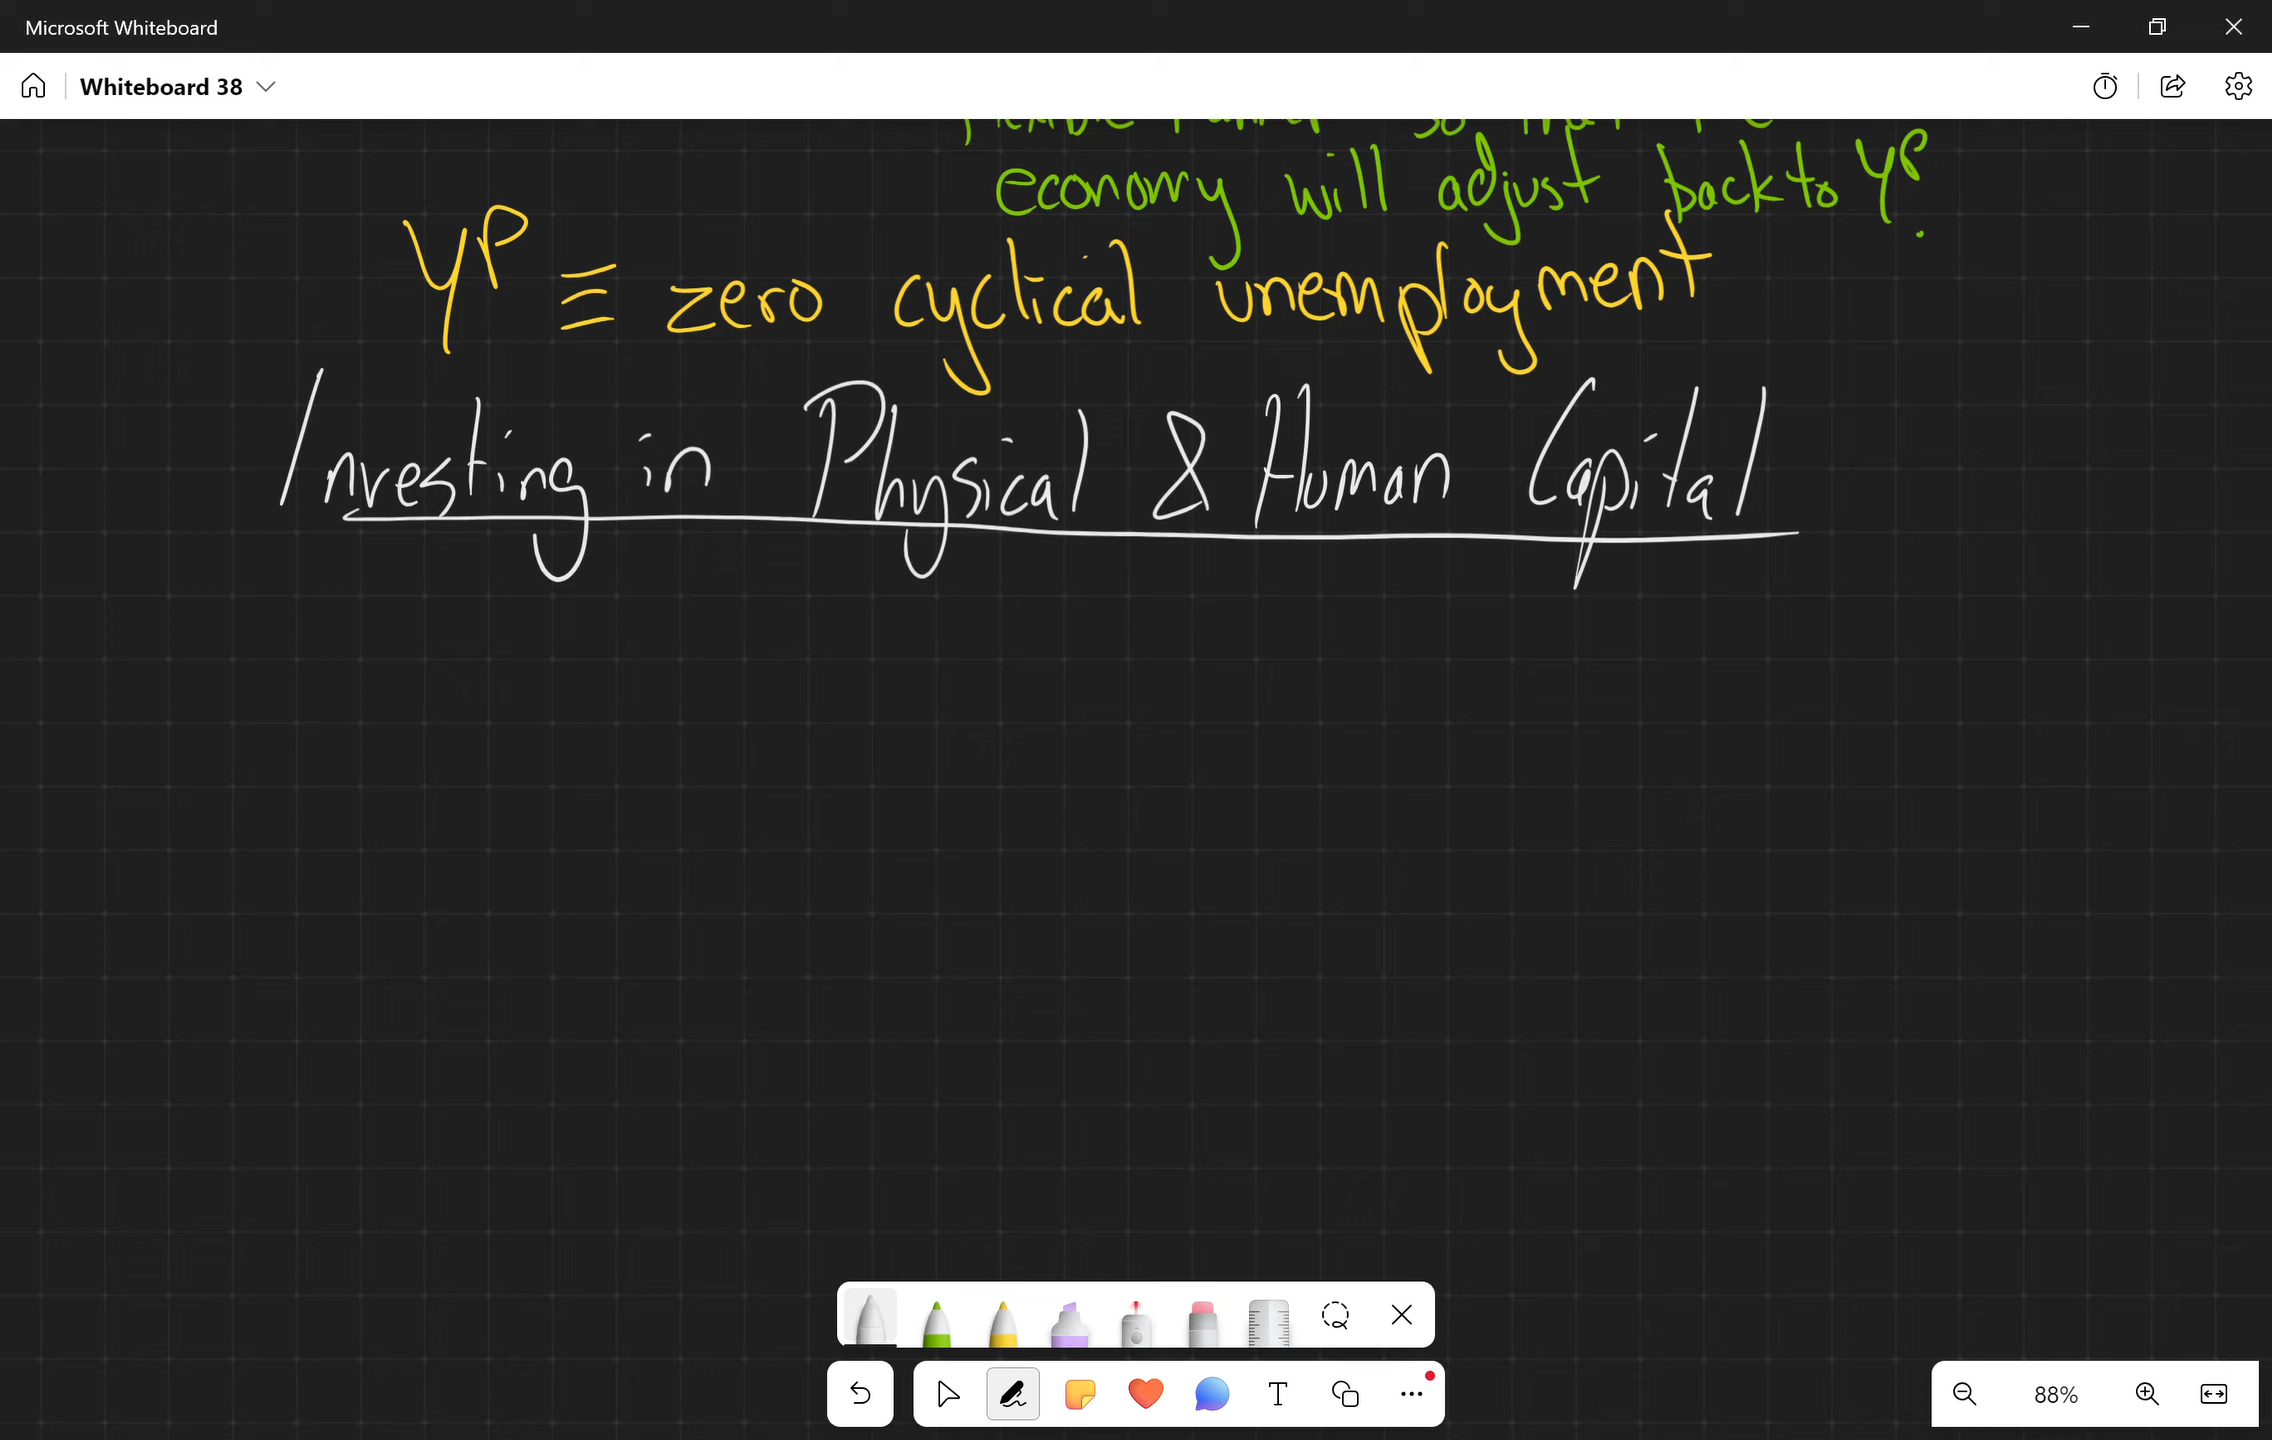 Microsoft Whiteboard
Whiteboard 38
so
economy will adjust back to YP.
YP ≡ zero cyclical unemployment
Investing in Physical & Human Capital
T
88%